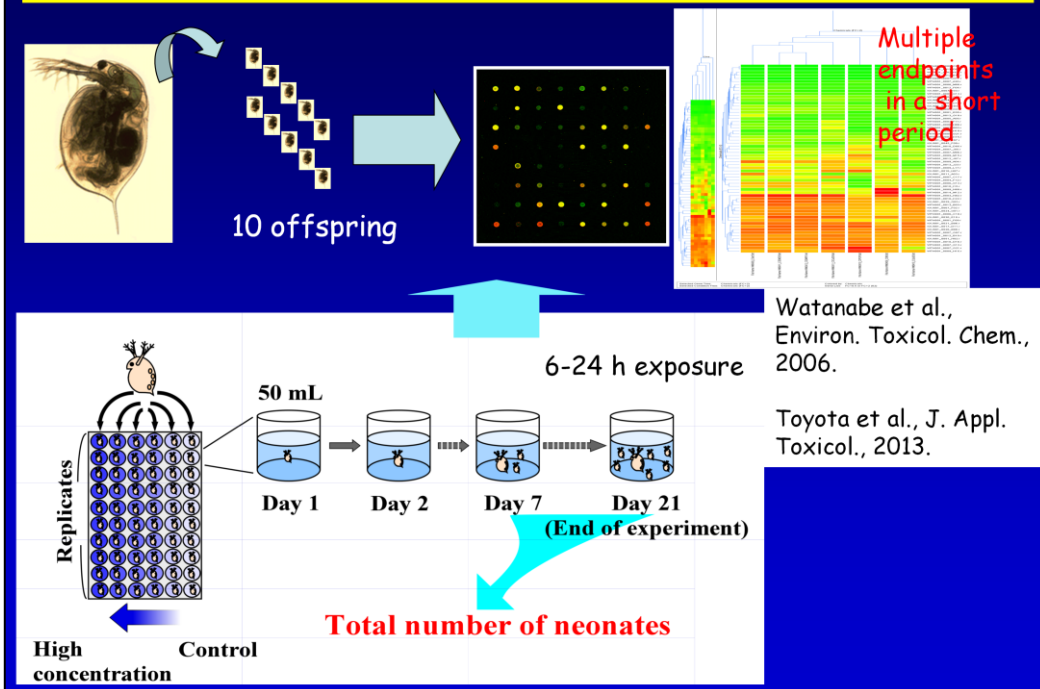 Multiple
endpoints
in a short
period
10 offspring
Watanabe et al.,
Environ. Toxicol. Chem.,
2006.
Toyota et al., J. Appl.
Toxicol., 2013.
6-24 h exposure
50 mL
Replicates
Day 1
Day 2
Day 7
Day 21
(End of experiment)
Total number of neonates
High
concentration
Control